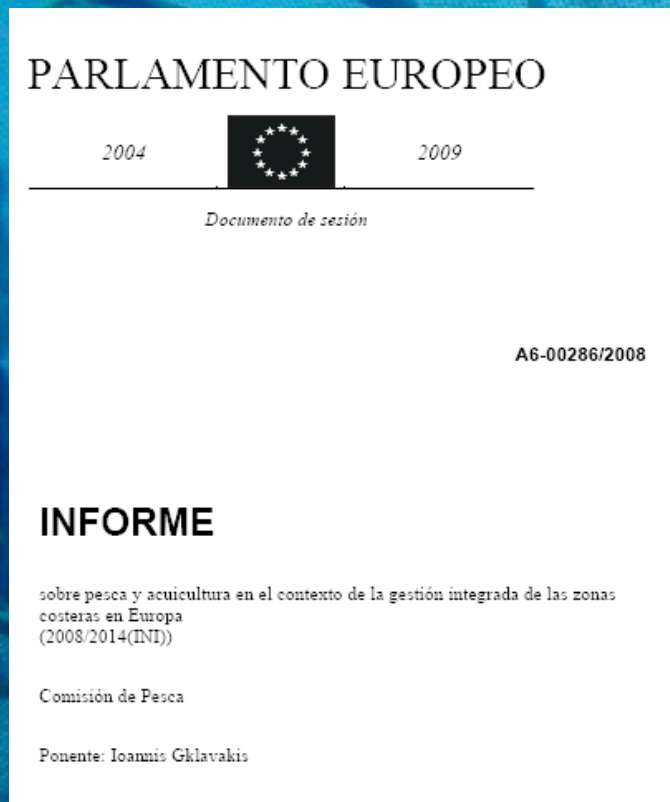 PARLAMENTO EUROPEO
2004 2009
Documento de sesión
A6-00286/2008
INFORME
sobre pesca y acuicultura en el contexto de la gestión integrada de las zonas
costeras en Europa
(2008/2014(INI))
Comisión de Pesca
Ponente: Ioannis Gklavakis